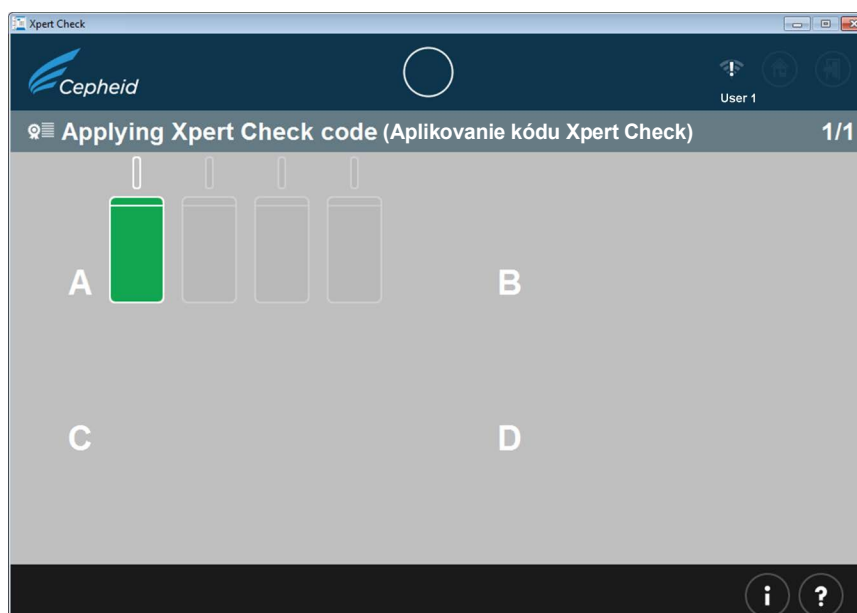 Xpert Check
Cepheid
User 1
Applying Xpert Check code (Aplikovanie kódu Xpert Check) 1/1
A
B
C
D
i ?